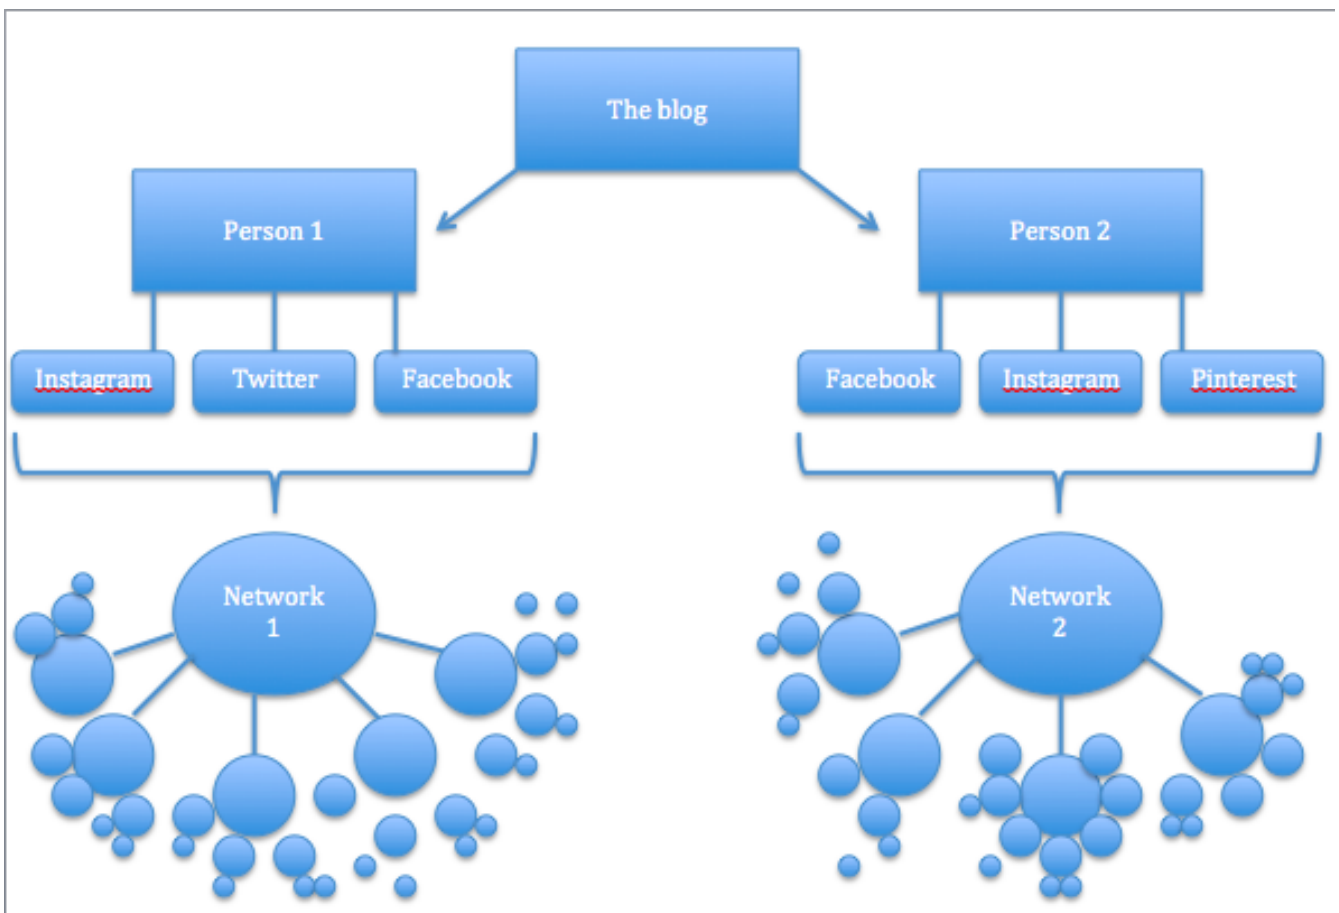 The blog
Person 1
Person 2
Instagram
Twitter
Facebook
Facebook
Instagram
Pinterest
Network
1
Network
2